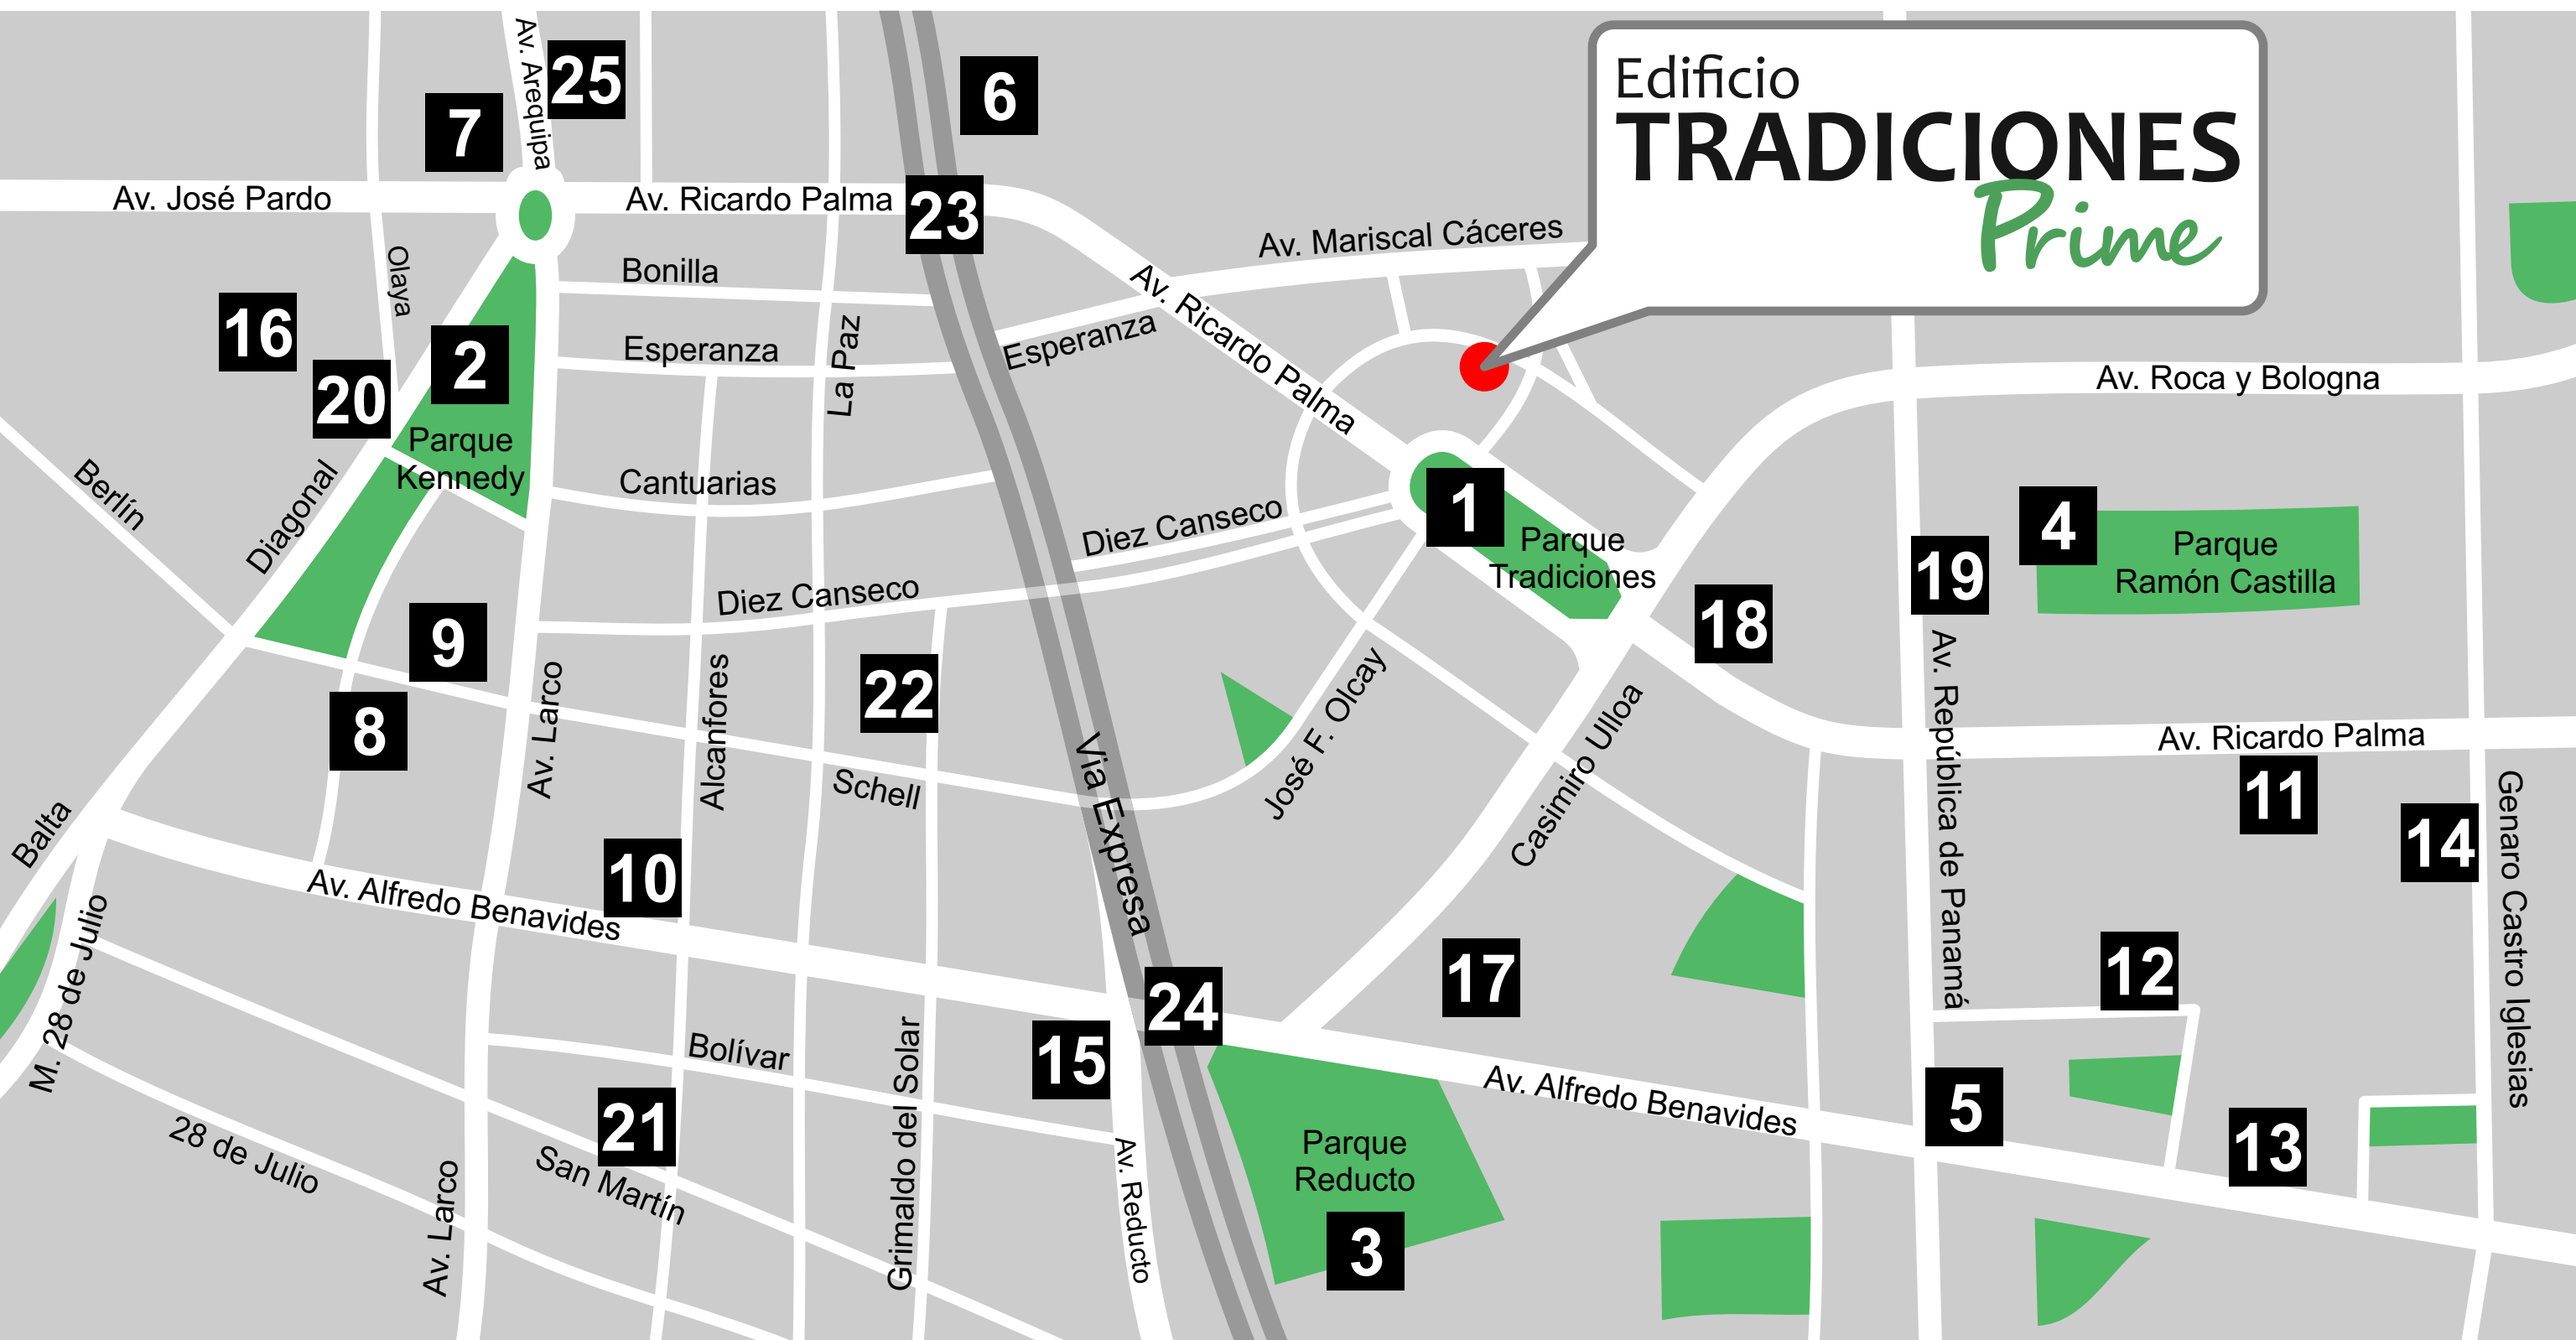 Av. Arequipa
25
7
6
Edificio
TRADICIONES
Prime
Av. José Pardo
Av. Ricardo Palma
23
Av. Mariscal Cáceres
Olaya
Bonilla
16
2
20
Esperanza
La Paz
Esperanza
Av. Ricardo Palma
Av. Roca y Bologna
Parque
Kennedy
Berlín
Diagonal
Cantuarias
Diez Canseco
1
Parque
Tradiciones
4
Parque
Ramón Castilla
19
18
Diez Canseco
9
8
22
Av. Larco
Alcanfores
Schell
Via Expresa
José F. Olcay
Casimiro Ulloa
Av. República de Panamá
Av. Ricardo Palma
11
14
Genaro Castro Iglesias
Balta
10
Av. Alfredo Benavides
M. 28 de Julio
17
12
24
15
Bolívar
Grimaldo del Solar
21
28 de Julio
San Martín
Av. Larco
Av. Reducto
Parque
Reducto
3
Av. Alfredo Benavides
5
13